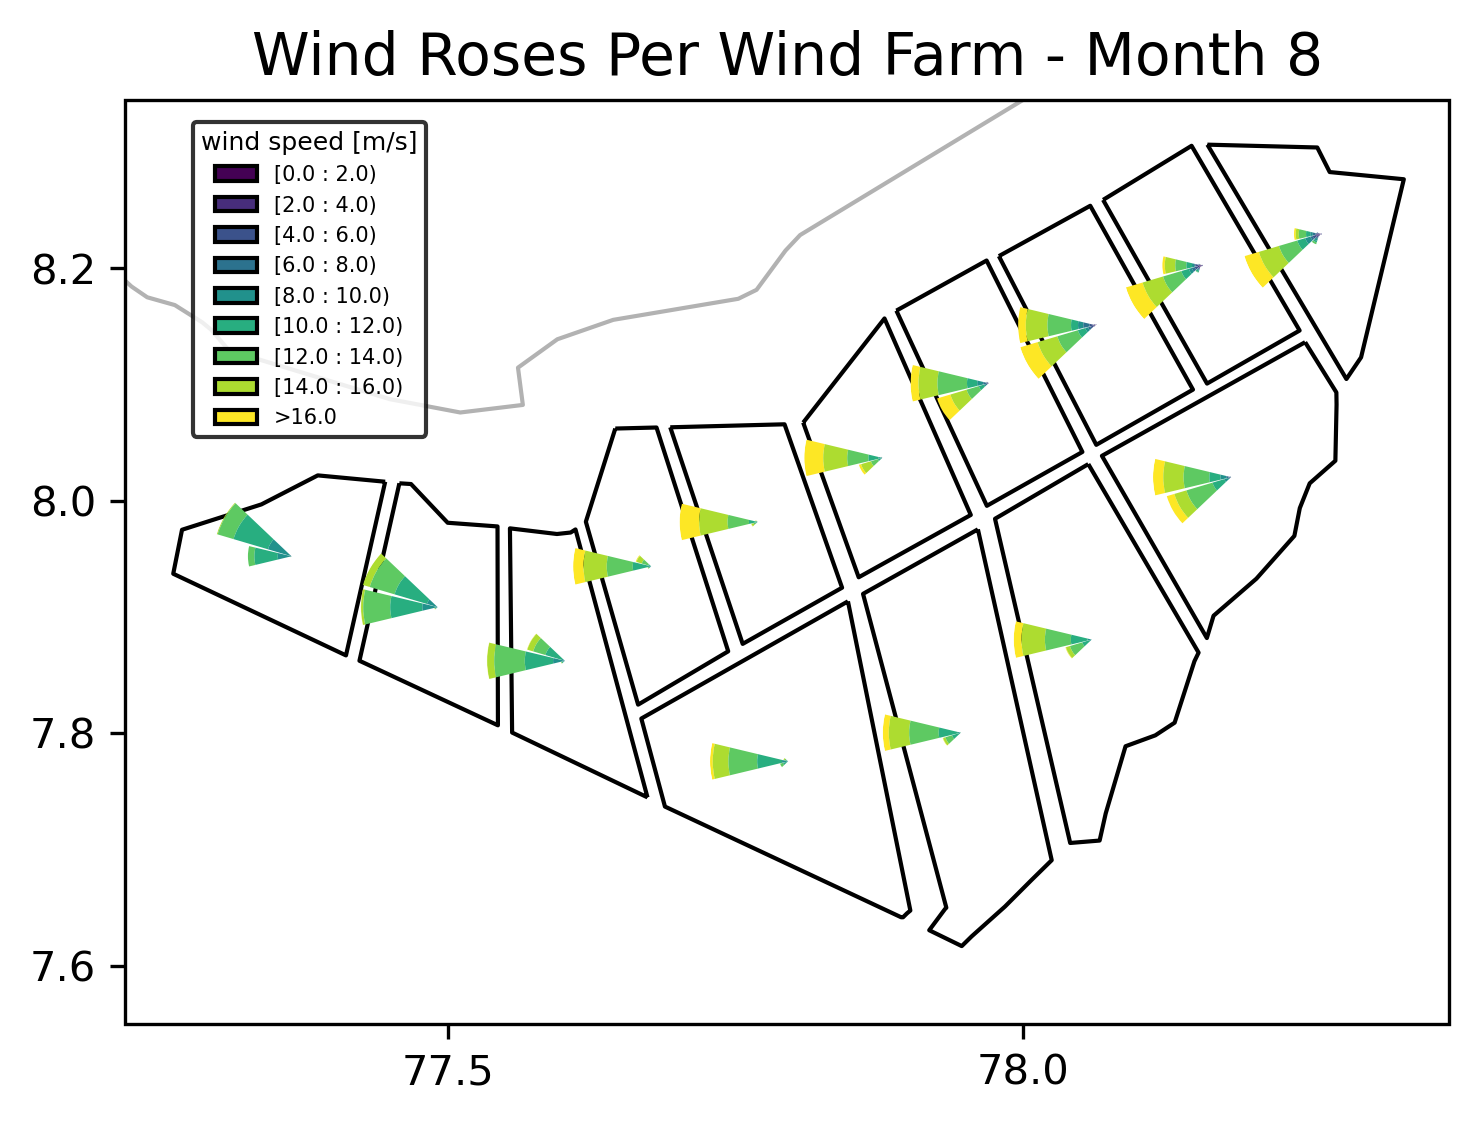 Wind Roses Per Wind Farm - Month 8
wind speed [m/s]
[0.0 : 2.0)
[2.0 : 4.0)
[4.0 : 6.0)
[6.0 : 8.0)
[8.0 : 10.0)
[10.0 : 12.0)
[12.0 : 14.0)
[14.0 : 16.0)
>16.0
8.2
8.0
7.8
7.6
77.5
78.0